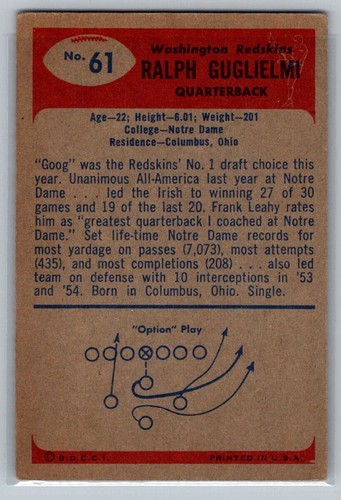 No. 61
Washington Redskins
RALPH GUGLIELMI
QUARTERBACK
Age—22; Height—6.01; Weight—201
College—Notre Dame
Residence—Columbus, Ohio
"Goog" was the Redskins' No. 1 draft choice this
year. Unanimous All-America last year at Notre
Dame . . . led the Irish to winning 27 of 30
games and 19 of the last 20. Frank Leahy rates
him as "greatest quarterback I coached at Notre
Dame." Set life-time Notre Dame records for
most yardage on passes (7,073), most attempts
(435), and most completions (208) . . . also led
team on defense with 10 interceptions in '53
and '54. Born in Columbus, Ohio. Single.
"Option" Play
© B.G.C.C.I.
PRINTED IN U.S.A.